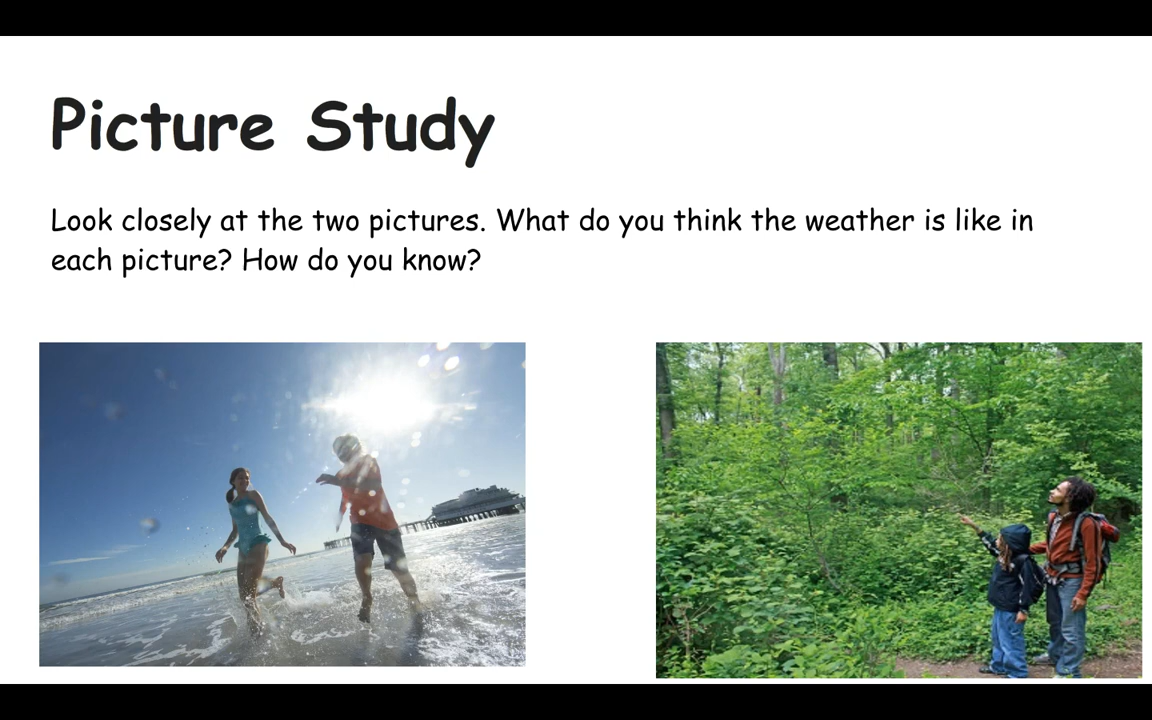 Picture Study
Look closely at the two pictures. What do you think the weather is like in
each picture? How do you know?